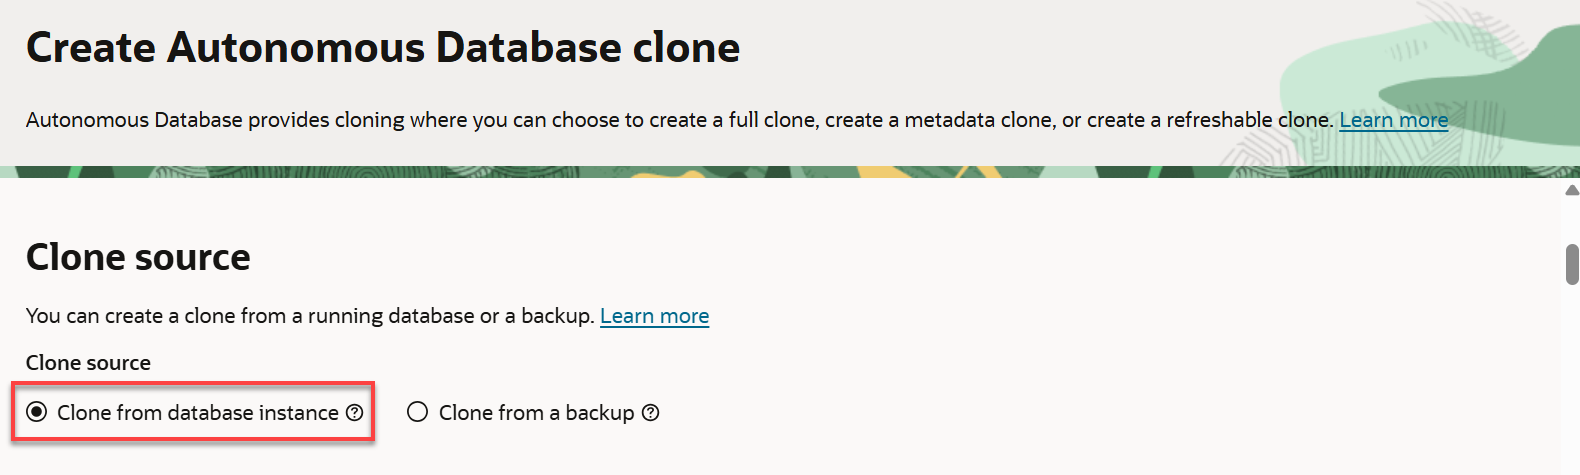 Create Autonomous Database clone
Autonomous Database provides cloning where you can choose to create a full clone, create a metadata clone, or create a refreshable clone. Learn more
Clone source
You can create a clone from a running database or a backup. Learn more
Clone source
Clone from database instance ? Clone from a backup ?